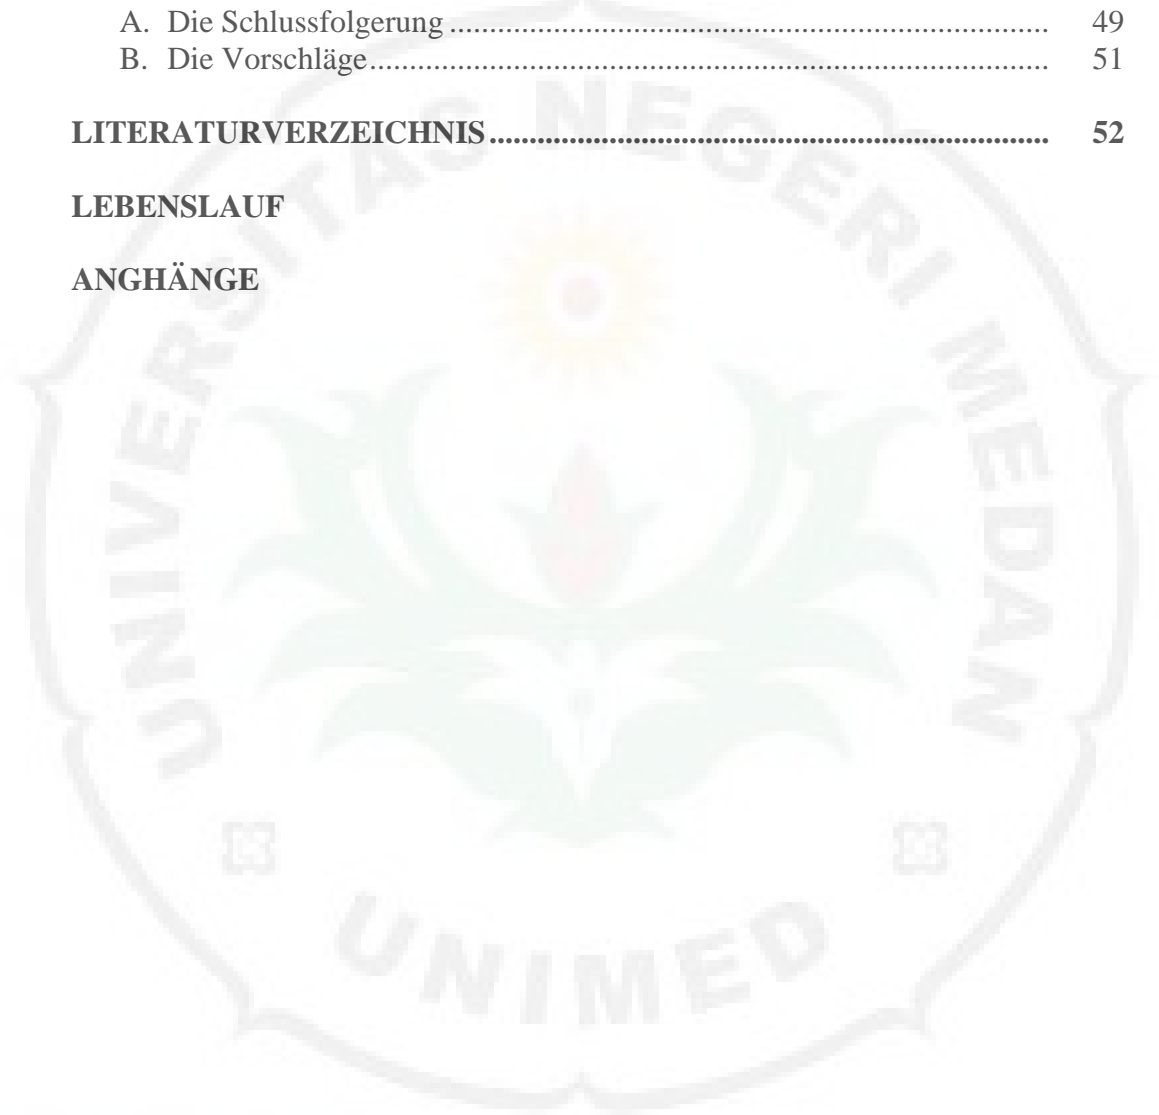 A. Die Schlussfolgerung ........................................................................... 49
B. Die Vorschläge..................................................................................... 51
LITERATURVERZEICHNIS ...................................................................... 52
LEBENSLAUF
ANGHÄNGE
UNIVERSITAS NEGERI MEDAN
UNIMED